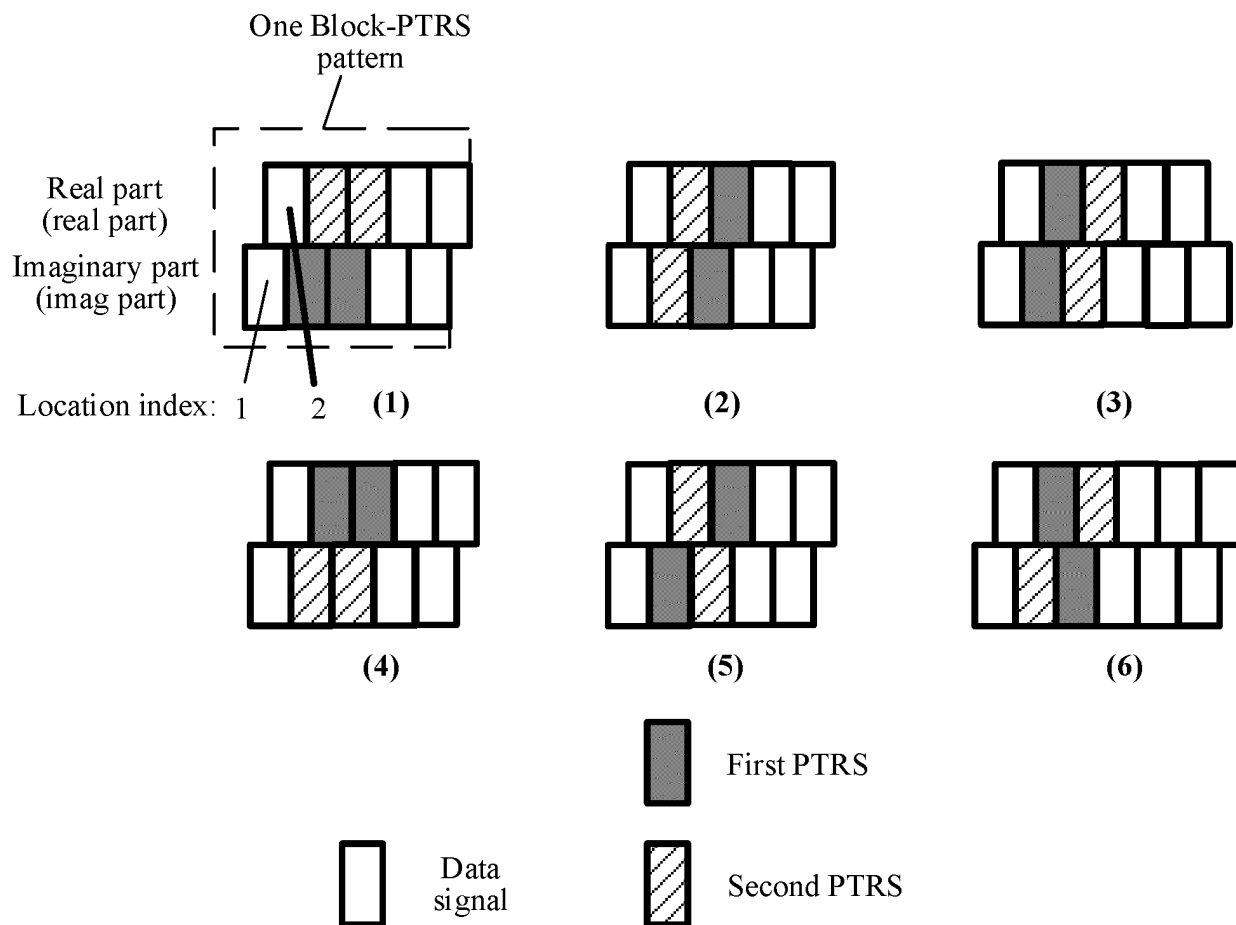 One Block-PTRS
pattern
Real part
(real part)
Imaginary part
(imag part)
Location index: 1 2 (1) (2) (3)
(4) (5) (6)
First PTRS
Data
signal
Second PTRS